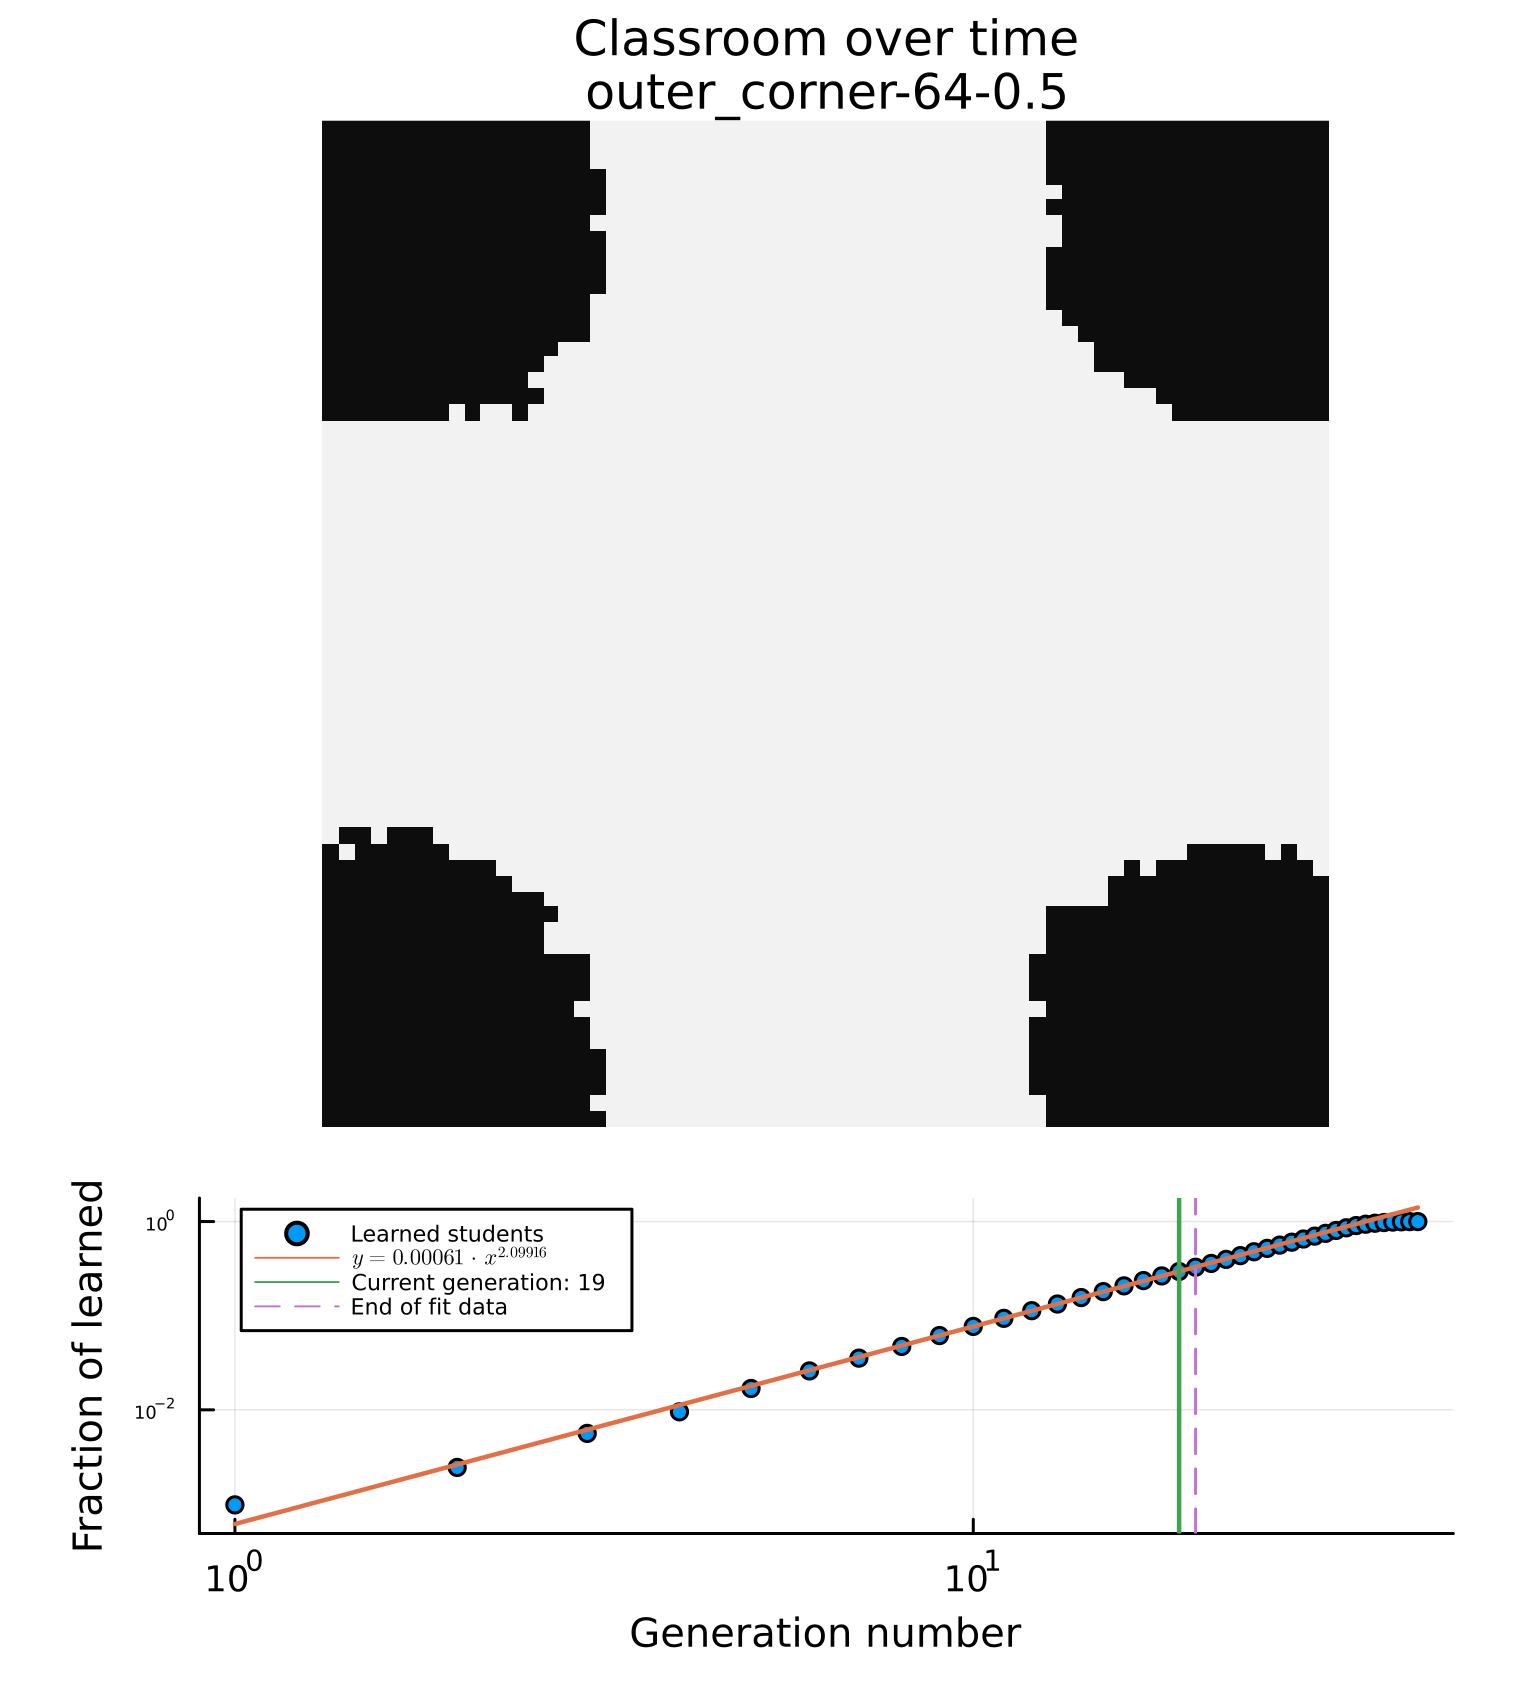 Classroom over time
outer_corner-64-0.5
Fraction of learned
10^0
10^-2
Learned students
y = 0.00061 · x^2.09916
Current generation: 19
End of fit data
10^0
10^1
Generation number